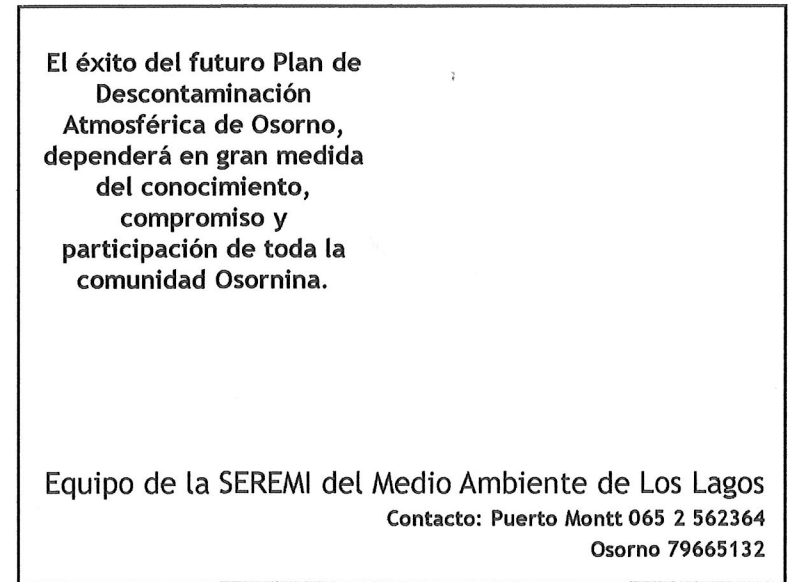 El éxito del futuro Plan de
Descontaminación
Atmosférica de Osorno,
dependerá en gran medida
del conocimiento,
compromiso y
participación de toda la
comunidad Osornina.
Equipo de la SEREMI del Medio Ambiente de Los Lagos
Contacto: Puerto Montt 065 2 562364
Osorno 79665132